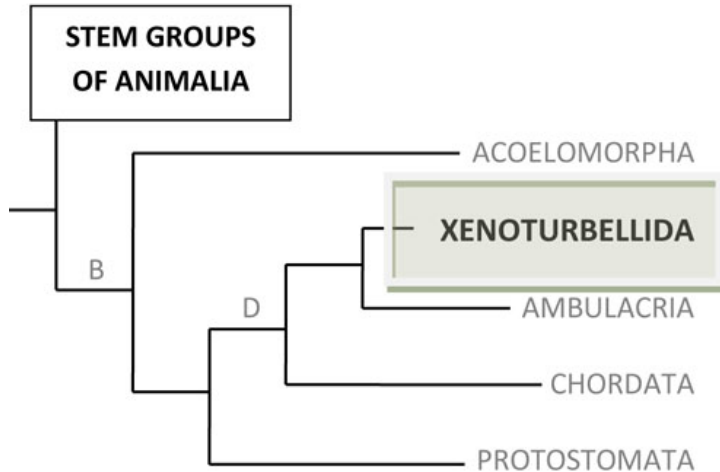 STEM GROUPS
OF ANIMALIA
ACOELOMORPHA
XENOTURBELLIDA
B
D
AMBULACRIA
CHORDATA
PROTOSTOMATA